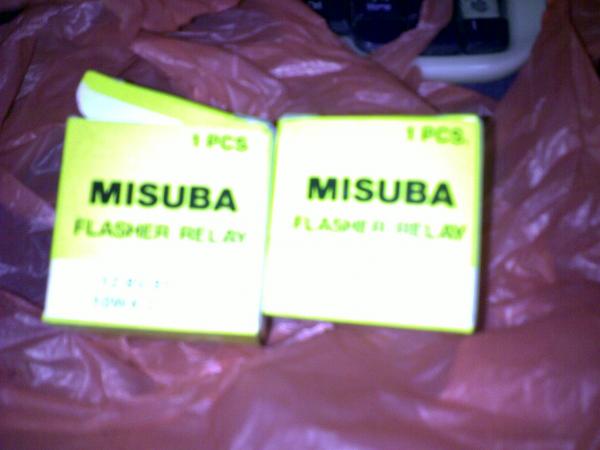 1 PCS
MISUBA
FLASHER RELAY
1 PCS.
MISUBA
FLASHER RELAY